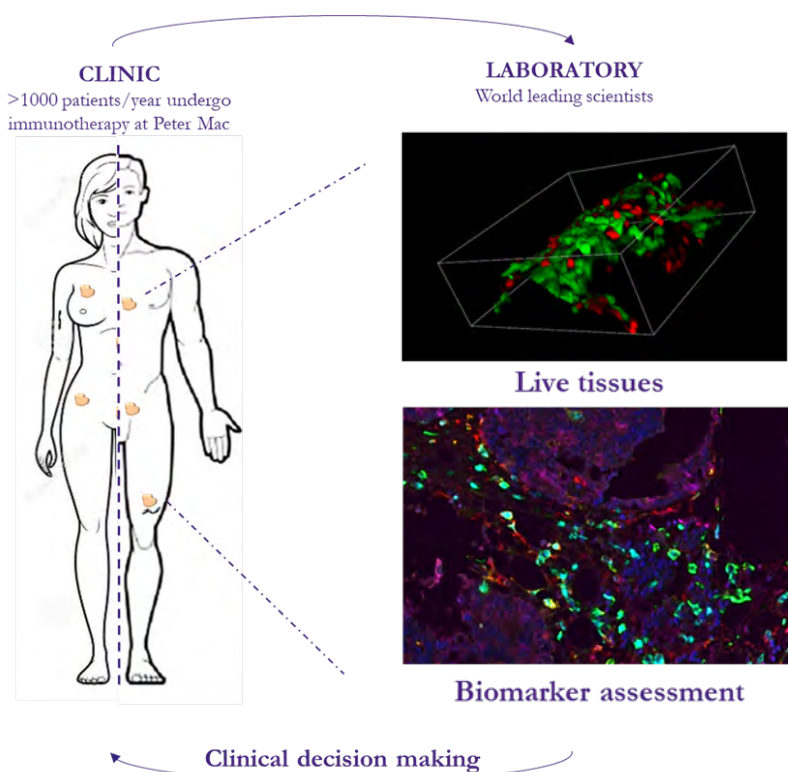 CLINIC
>1000 patients/year undergo
immunotherapy at Peter Mac
LABORATORY
World leading scientists
Live tissues
Biomarker assessment
Clinical decision making